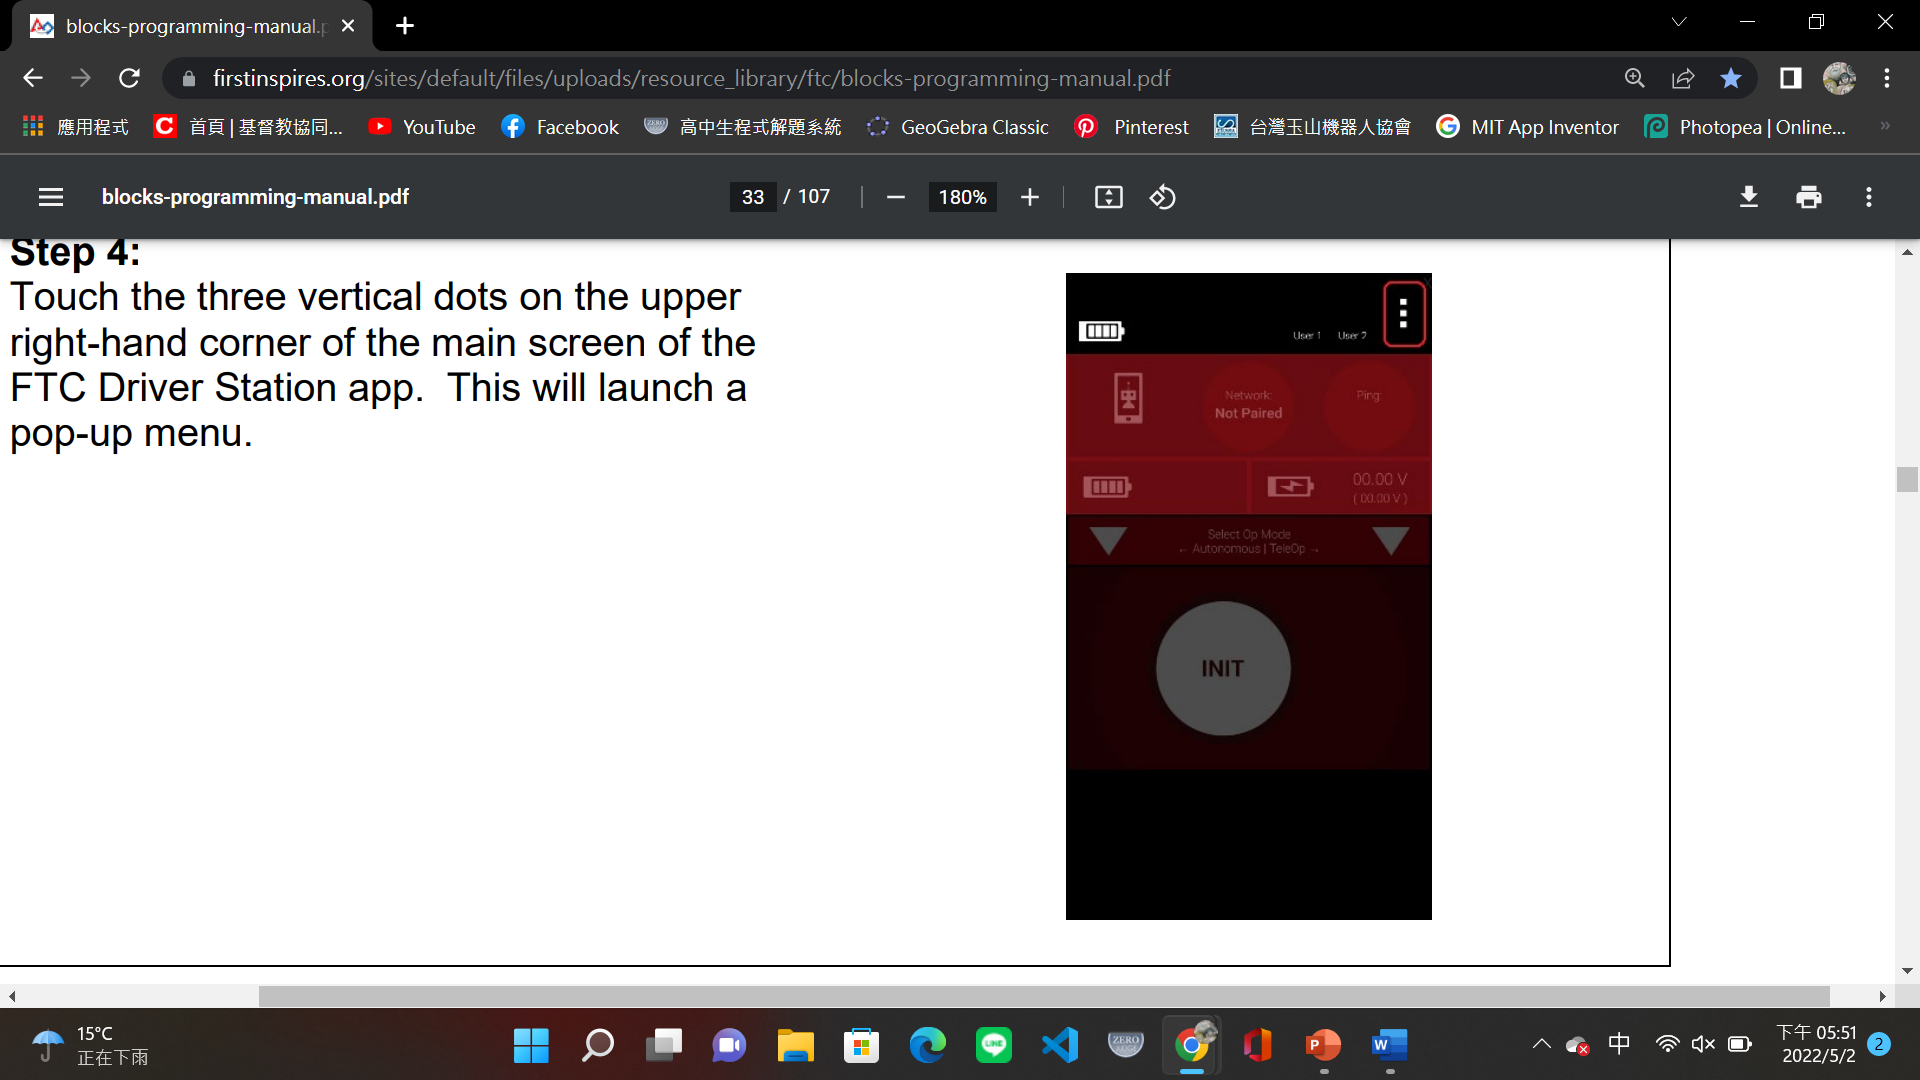 blocks-programming-manual.p
firstinspires.org/sites/default/files/uploads/resource_library/ftc/blocks-programming-manual.pdf
應用程式 首頁 | 基督教協同... YouTube Facebook 高中生程式解題系統 GeoGebra Classic Pinterest 台灣玉山機器人協會 MIT App Inventor Photopea | Online... »
blocks-programming-manual.pdf 33 / 107 180%
Step 4:
Touch the three vertical dots on the upper
right-hand corner of the main screen of the
FTC Driver Station app. This will launch a
pop-up menu.
User 1 User 2
Network: Ping:
Not Paired
00.00 V
( 00.00 V )
Select Op Mode
← Autonomous | TeleOp →
INIT
15°C
正在下雨
LINE
ZERO
P
W
中
下午 05:51
2022/5/2
2